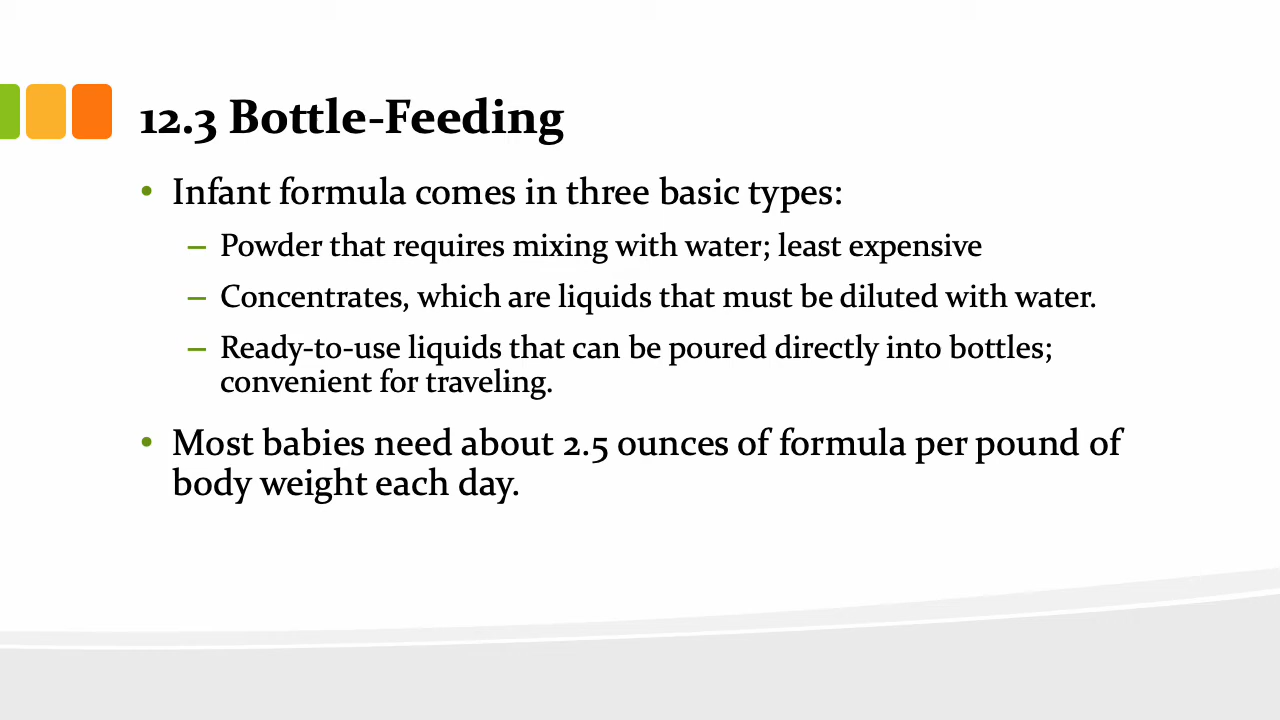 12.3 Bottle-Feeding
• Infant formula comes in three basic types:
– Powder that requires mixing with water; least expensive
– Concentrates, which are liquids that must be diluted with water.
– Ready-to-use liquids that can be poured directly into bottles;
convenient for traveling.
• Most babies need about 2.5 ounces of formula per pound of
body weight each day.